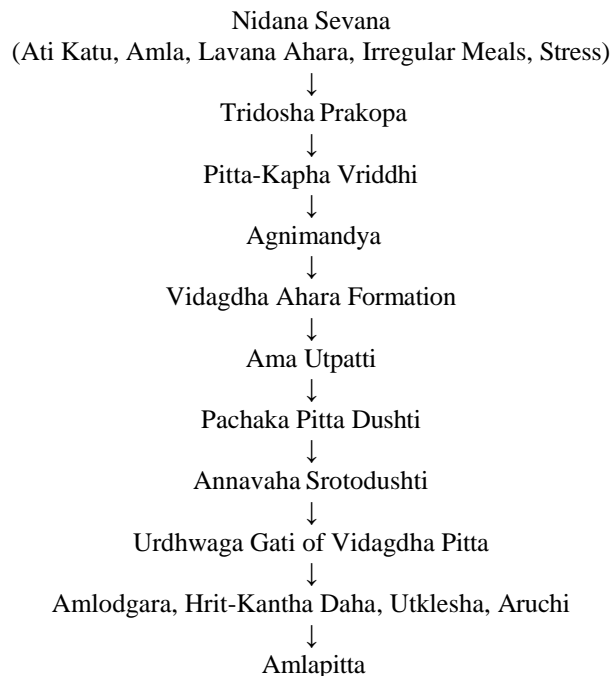 Nidana Sevana
(Ati Katu, Amla, Lavana Ahara, Irregular Meals, Stress)
↓
Tridosha Prakopa
↓
Pitta-Kapha Vriddhi
↓
Agnimandya
↓
Vidagdha Ahara Formation
↓
Ama Utpatti
↓
Pachaka Pitta Dushti
↓
Annavaha Srotodushti
↓
Urdhwaga Gati of Vidagdha Pitta
↓
Amlodgara, Hrit-Kantha Daha, Utklesha, Aruchi
↓
Amlapitta